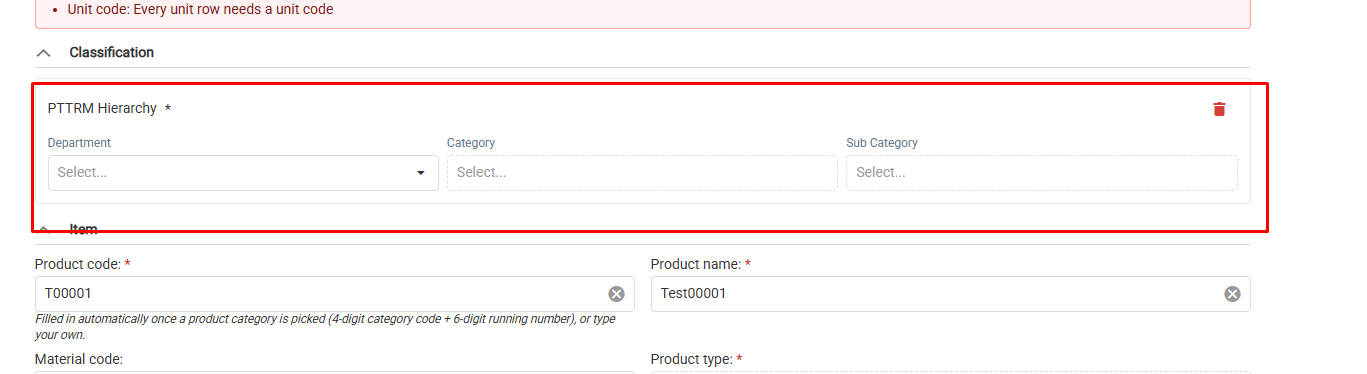 Unit code: Every unit row needs a unit code
Classification
PTTRM Hierarchy *
Department Category Sub Category
Select... Select... Select...
Item
Product code: * Product name: *
T00001 Test00001
Filled in automatically once a product category is picked (4-digit category code + 6-digit running number), or type
your own.
Material code: Product type: *